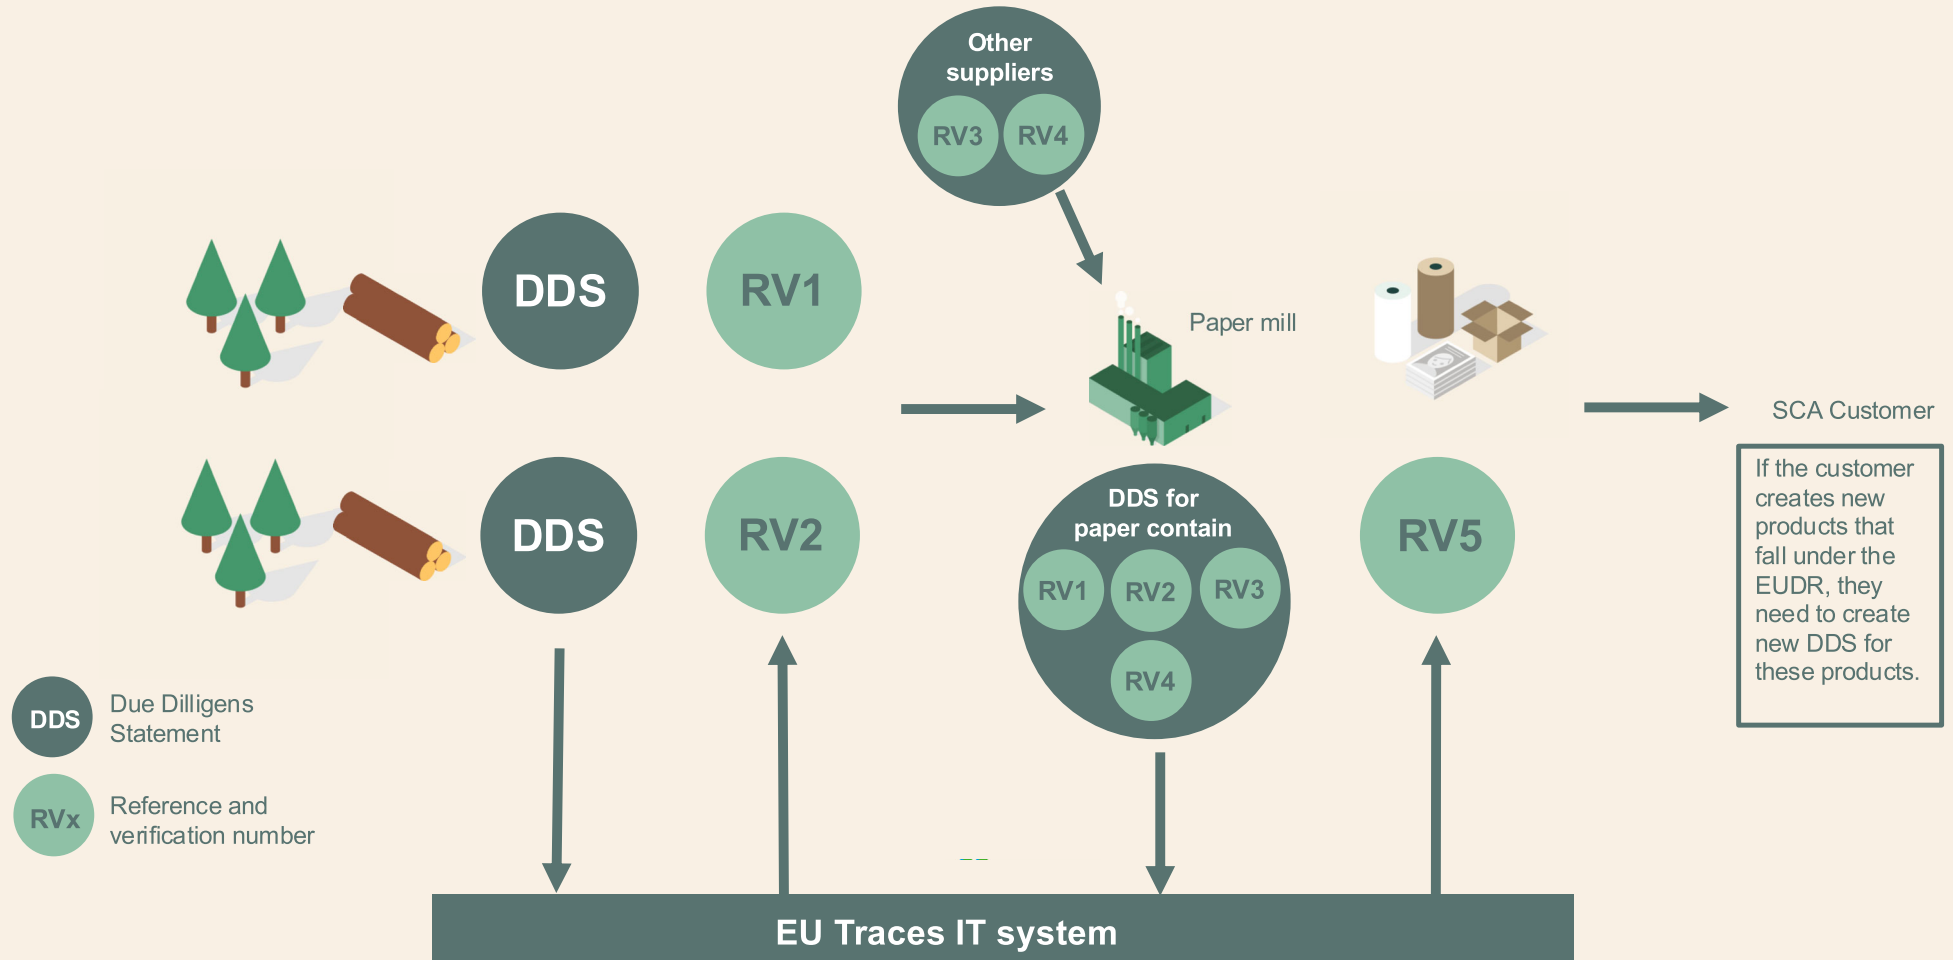 Other
suppliers
RV3
RV4
DDS
RV1
Paper mill
SCA Customer
DDS
RV2
DDS for
paper contain
RV1
RV2
RV3
RV4
RV5
If the customer
creates new
products that
fall under the
EUDR, they
need to create
new DDS for
these products.
DDS
Due Dilligens
Statement
RVx
Reference and
verification number
EU Traces IT system